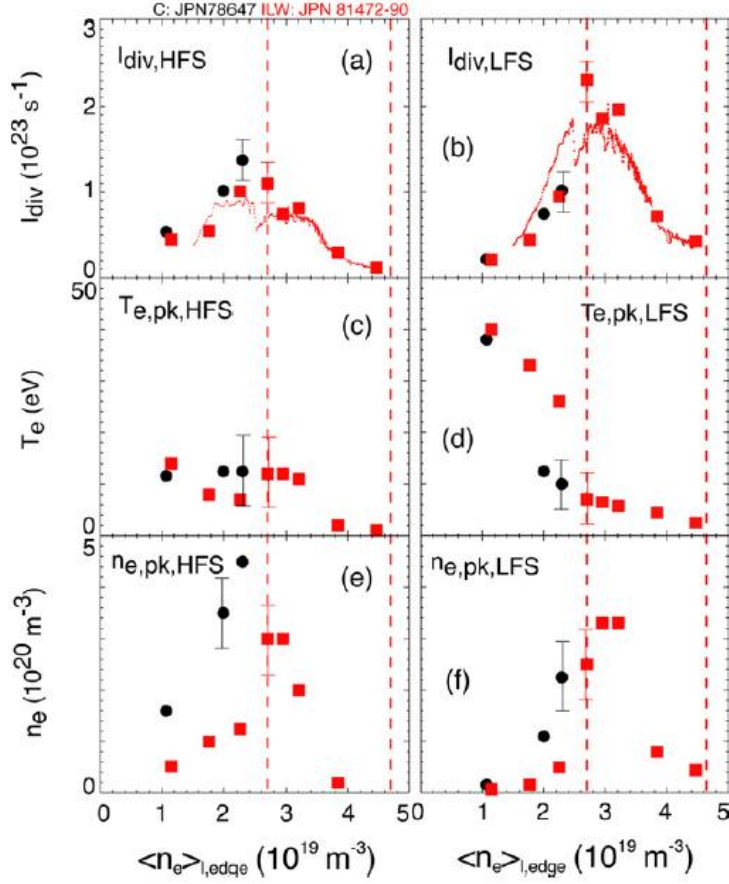 C: JPN78647 ILW: JPN 81472-90
3
2
1
0
I_div (10^23 s^-1)
I_div,HFS
(a)
I_div,LFS
(b)
50
0
T_e (eV)
T_e,pk,HFS
(c)
T_e,pk,LFS
(d)
5
0
n_e (10^20 m^-3)
n_e,pk,HFS
(e)
n_e,pk,LFS
(f)
0 1 2 3 4 50 1 2 3 4 5
<n_e>_l,edge (10^19 m^-3) <n_e>_l,edge (10^19 m^-3)